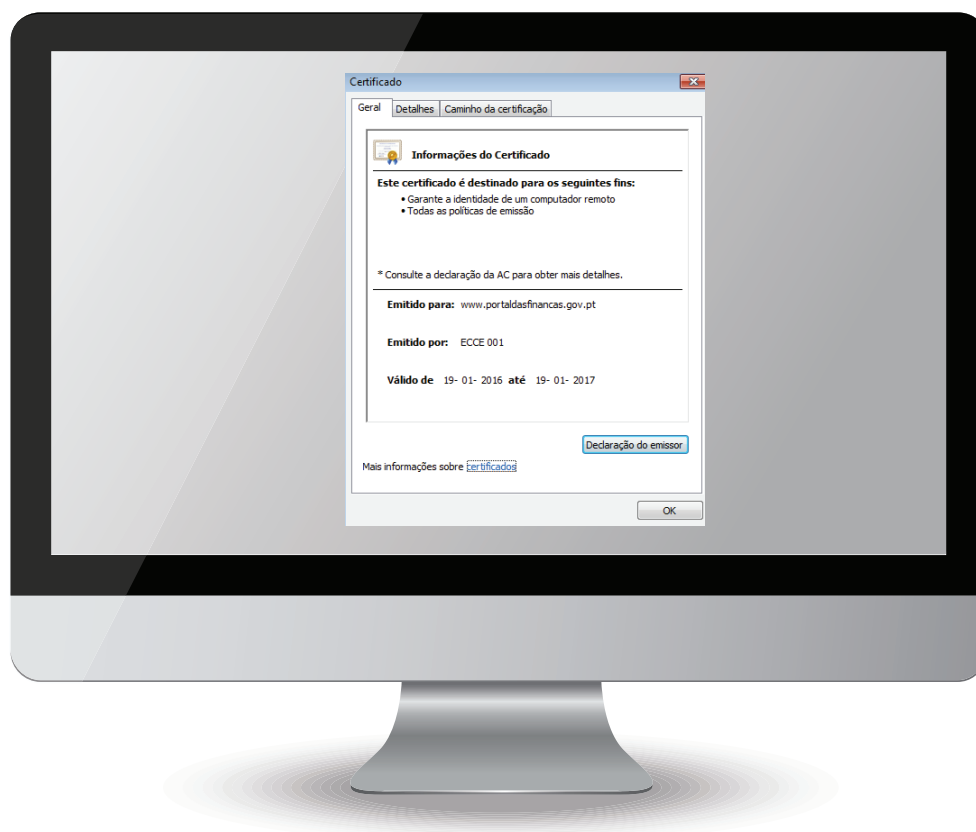 Certificado
Geral Detalhes Caminho da certificação
Informações do Certificado
Este certificado é destinado para os seguintes fins:
• Garante a identidade de um computador remoto
• Todas as políticas de emissão
* Consulte a declaração da AC para obter mais detalhes.
Emitido para: www.portaldasfinancas.gov.pt
Emitido por: ECCE 001
Válido de 19- 01- 2016 até 19- 01- 2017
Declaração do emissor
Mais informações sobre certificados
OK